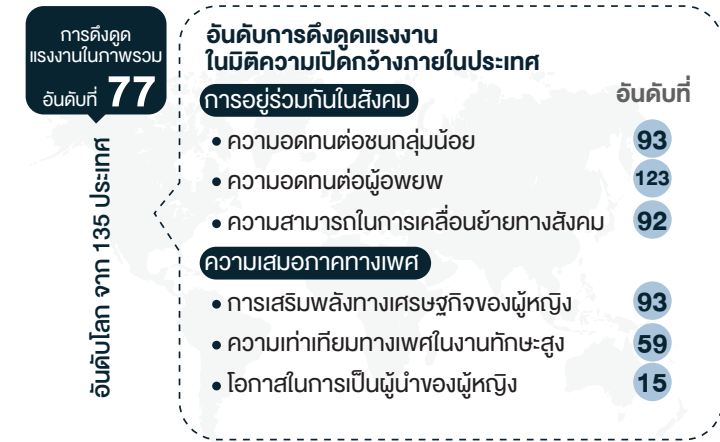 การดึงดูด
แรงงานในภาพรวม
อันดับที่ 77
อันดับโลก จาก 135 ประเทศ
อันดับการดึงดูดแรงงาน
ในมิติความเปิดกว้างภายในประเทศ
การอยู่ร่วมกันในสังคม อันดับที่
• ความอดทนต่อชนกลุ่มน้อย 93
• ความอดทนต่อผู้อพยพ 123
• ความสามารถในการเคลื่อนย้ายทางสังคม 92
ความเสมอภาคทางเพศ
• การเสริมพลังทางเศรษฐกิจของผู้หญิง 93
• ความเท่าเทียมทางเพศในงานทักษะสูง 59
• โอกาสในการเป็นผู้นำของผู้หญิง 15